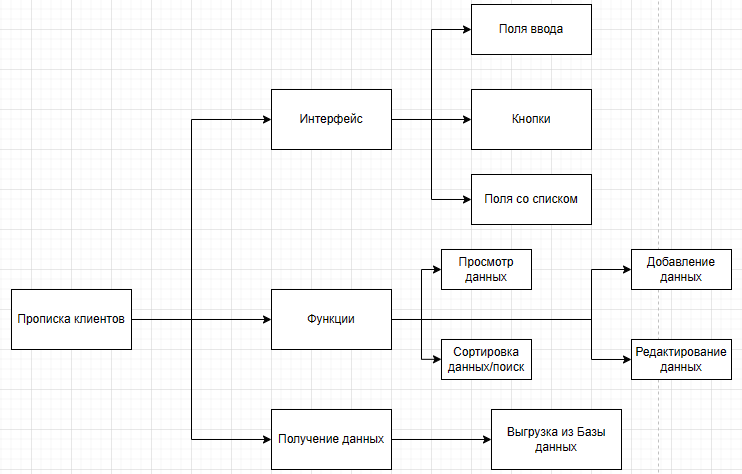 Поля ввода
Интерфейс
Кнопки
Поля со списком
Просмотр
данных
Добавление
данных
Прописка клиентов
Функции
Сортировка
данных/поиск
Редактирование
данных
Получение данных
Выгрузка из Базы
данных